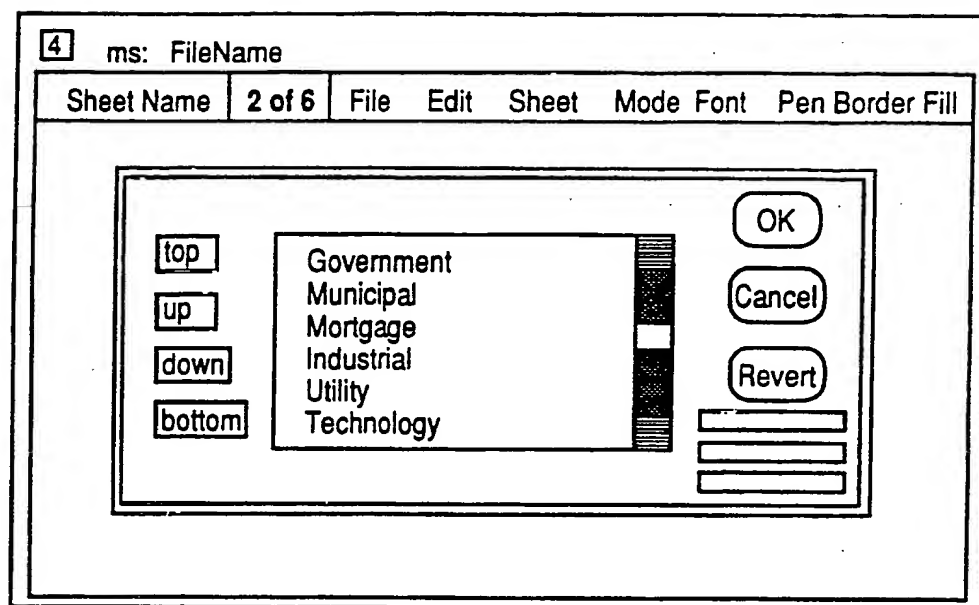 4 ms: FileName
Sheet Name 2 of 6 File Edit Sheet Mode Font Pen Border Fill
OK
top
Government
Municipal
Cancel
up
Mortgage
Industrial
down
Revert
Utility
bottom
Technology